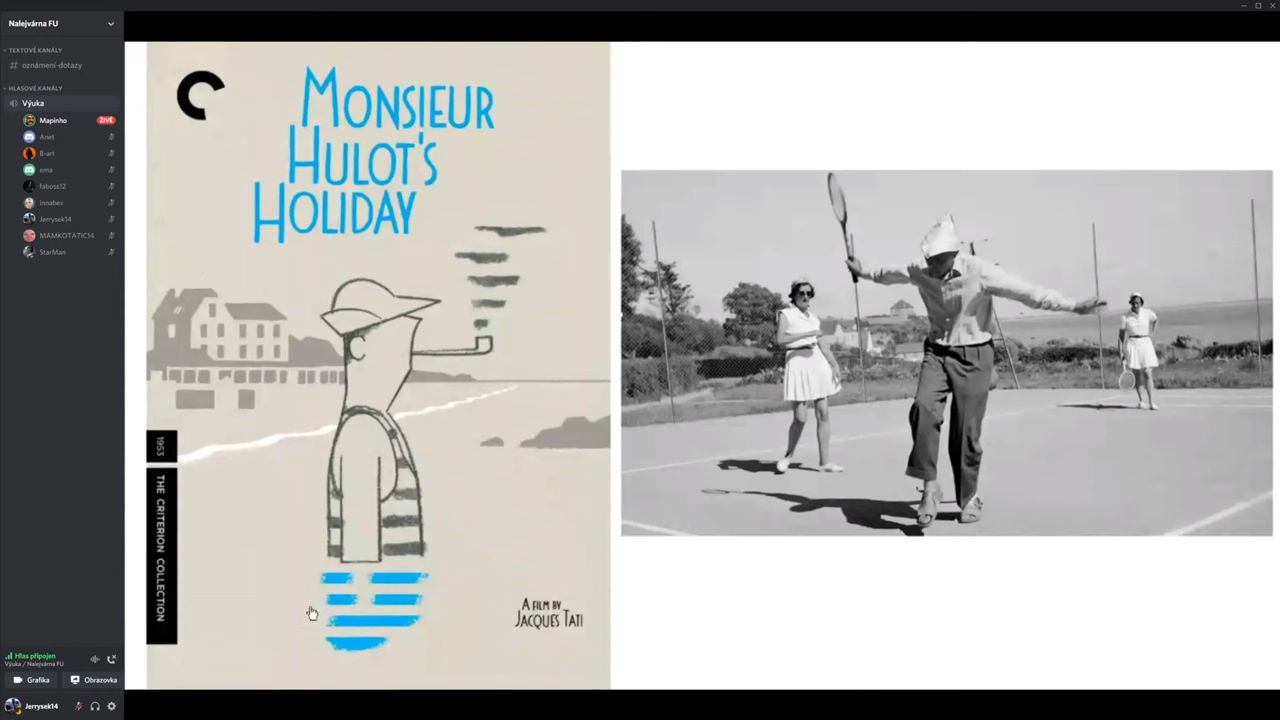 Nalejvárna FU
TEXTOVÉ KANÁLY
# oznámení-dotazy
HLASOVÉ KANÁLY
Výuka
Mapinho ŽIVĚ
Anet
B-art
ema
faboss12
innabex
Jerrysek14
MAMKOTATIC14
StarMan
Hlas připojen
Výuka / Nalejvárna FU
Grafika Obrazovka
Jerrysek14
MONSIEUR
HULOT'S
HOLIDAY
1953
THE CRITERION COLLECTION
A FILM BY
JACQUES TATI